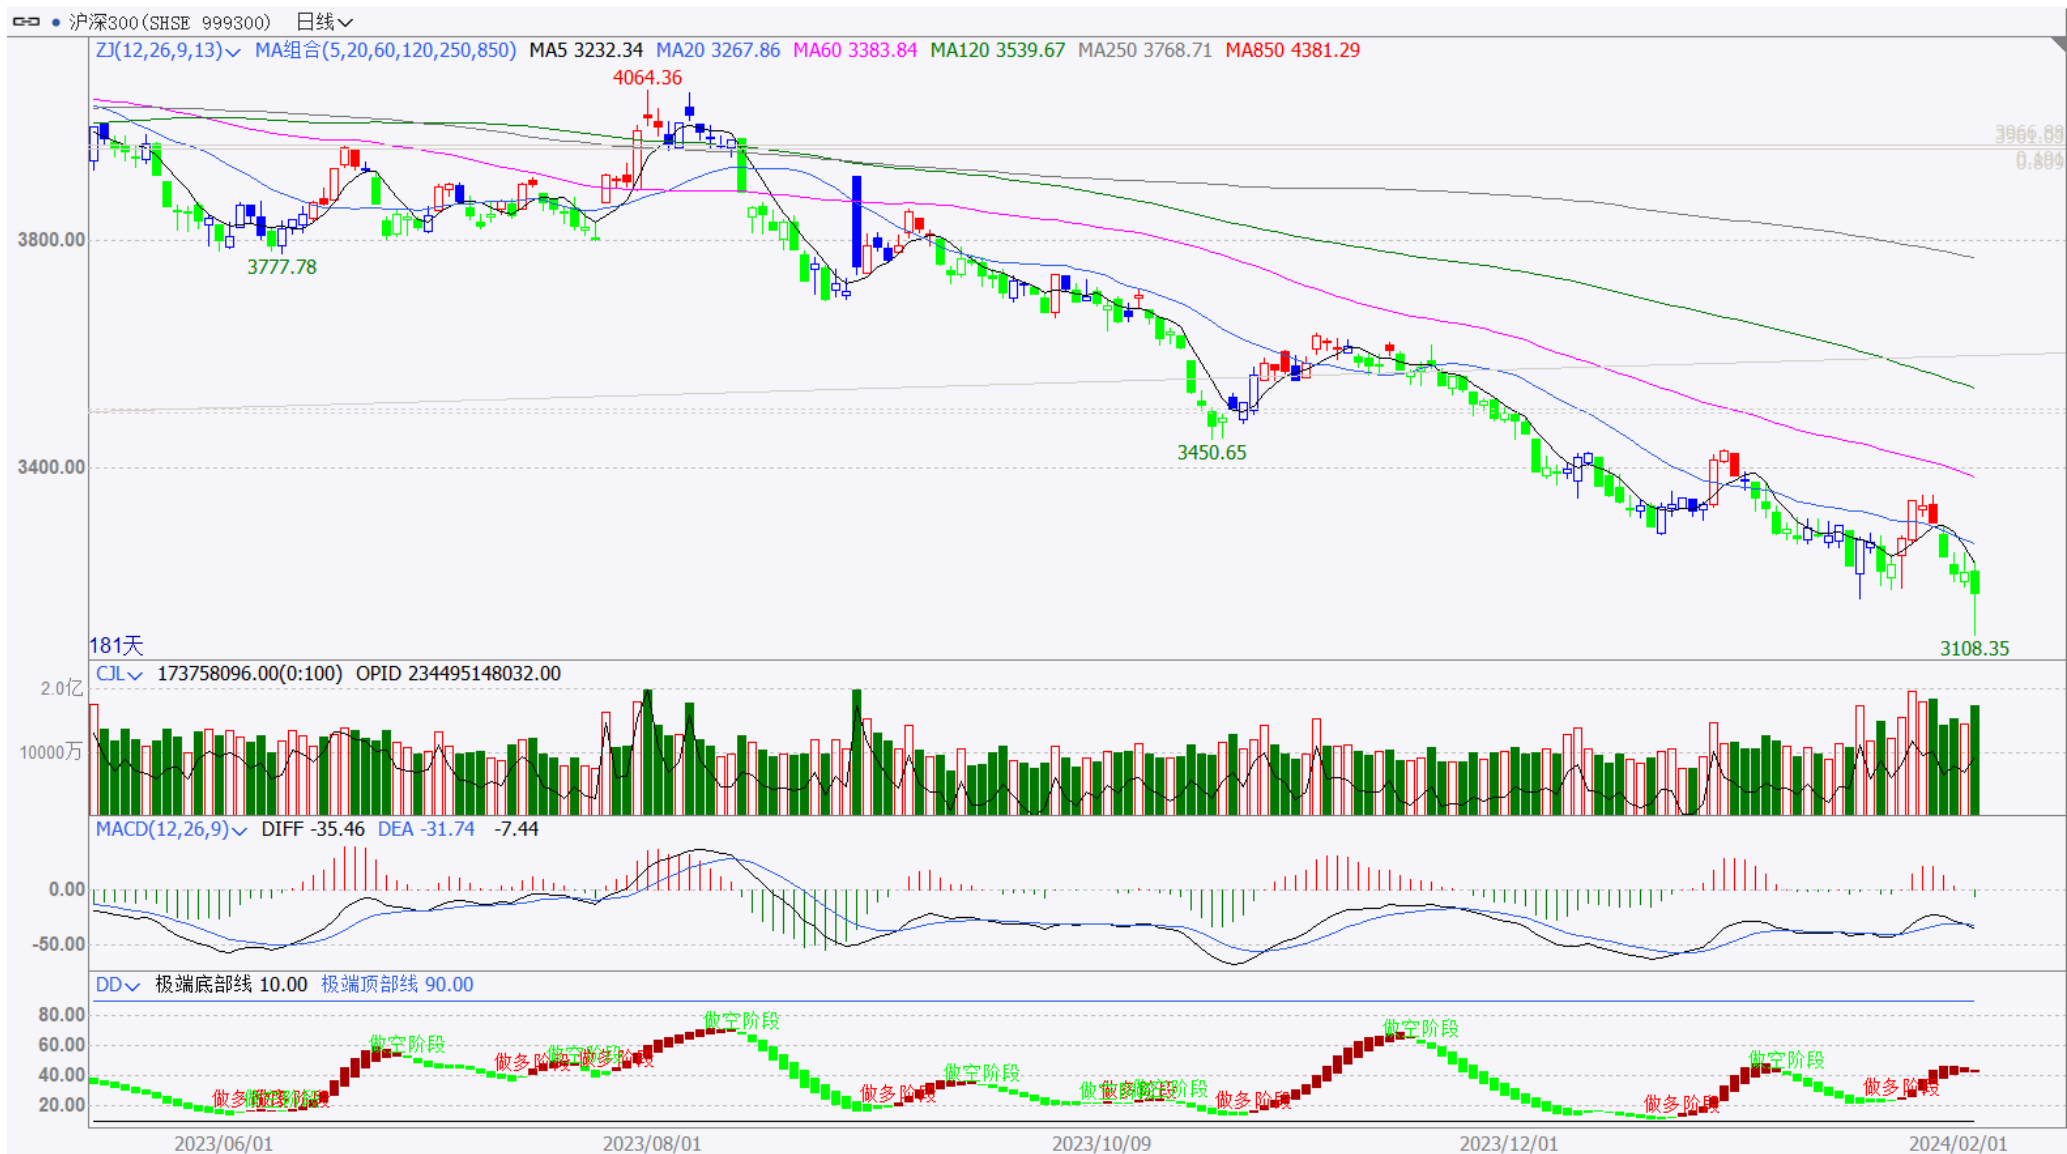 沪深300(SHSE 999300) 日线
ZJ(12,26,9,13) MA组合(5,20,60,120,250,850) MA5 3232.34 MA20 3267.86 MA60 3383.84 MA120 3539.67 MA250 3768.71 MA850 4381.29
4064.36
3800.00
3777.78
3450.65
3400.00
181天
3108.35
CJL 173758096.00(0:100) OPID 234495148032.00
2.0亿
10000万
MACD(12,26,9) DIFF -35.46 DEA -31.74 -7.44
0.00
-50.00
DD 极端底部线 10.00 极端顶部线 90.00
80.00
做空阶段 做空阶段
60.00
做空阶段 做多阶段 做多阶段 做空阶段
40.00
做空阶段 做多阶段 做空阶段 做多阶段
20.00
做多阶段 做多阶段
2023/06/01 2023/08/01 2023/10/09 2023/12/01 2024/02/01